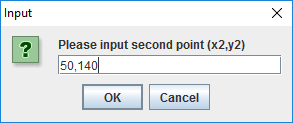 Input
Please input second point (x2,y2)
50,140
OK Cancel